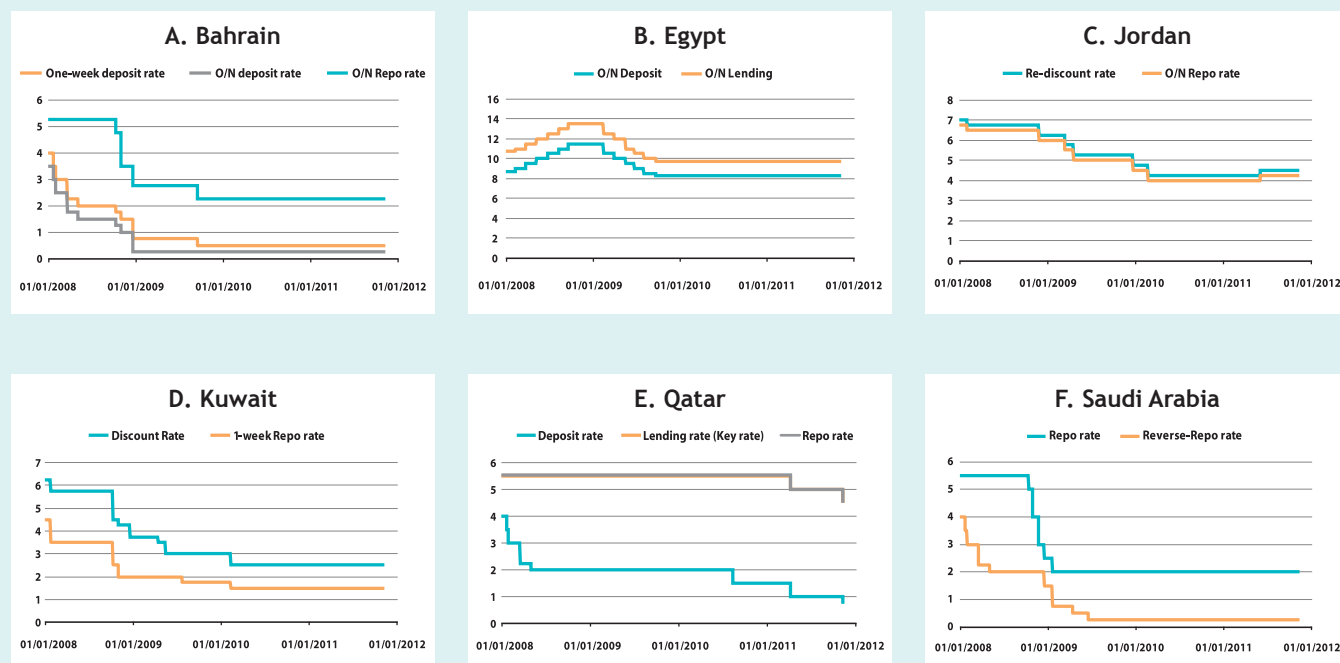 A. Bahrain
One-week deposit rate O/N deposit rate O/N Repo rate
6
5
4
3
2
1
0
01/01/2008 01/01/2009 01/01/2010 01/01/2011 01/01/2012
B. Egypt
O/N Deposit O/N Lending
16
14
12
10
8
6
4
2
0
01/01/2008 01/01/2009 01/01/2010 01/01/2011 01/01/2012
C. Jordan
Re-discount rate O/N Repo rate
8
7
6
5
4
3
2
1
0
01/01/2008 01/01/2009 01/01/2010 01/01/2011 01/01/2012
D. Kuwait
Discount Rate 1-week Repo rate
7
6
5
4
3
2
1
0
01/01/2008 01/01/2009 01/01/2010 01/01/2011 01/01/2012
E. Qatar
Deposit rate Lending rate (Key rate) Repo rate
6
5
4
3
2
1
0
01/01/2008 01/01/2009 01/01/2010 01/01/2011 01/01/2012
F. Saudi Arabia
Repo rate Reverse-Repo rate
6
5
4
3
2
1
0
01/01/2008 01/01/2009 01/01/2010 01/01/2011 01/01/2012